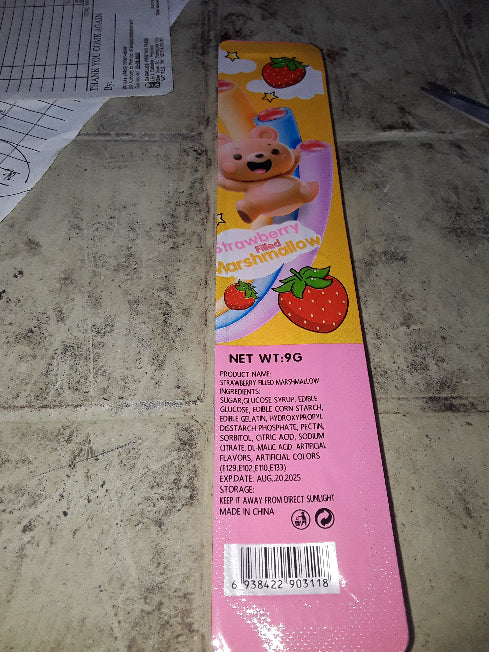 THANK YOU COME AGAIN
By:
Strawberry
Filled
Marshmallow
NET WT:9G
PRODUCT NAME:
STRAWBERRY FILLED MARSHMALLOW
INGREDIENTS:
SUGAR,GLUCOSE SYRUP, EDIBLE
GLUCOSE, EDIBLE CORN STARCH,
EDIBLE GELATIN, HYDROXYPROPYL
DISSTARCH PHOSPHATE, PECTIN,
SORBITOL, CITRIC ACID, SODIUM
CITRATE, DL-MALIC ACID, ARTIFICIAL
FLAVORS, ARTIFICIAL COLORS
(E129,E102,E110,E133)
EXP.DATE: AUG.,20,2025
STORAGE:
KEEP IT AWAY FROM DIRECT SUNLIGHT
MADE IN CHINA
6 938422 903118